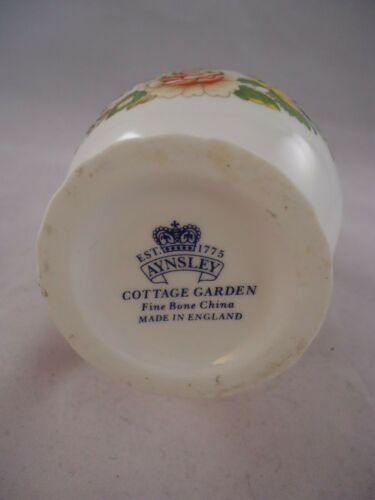 EST. 1775
AYNSLEY
COTTAGE GARDEN
Fine Bone China
MADE IN ENGLAND